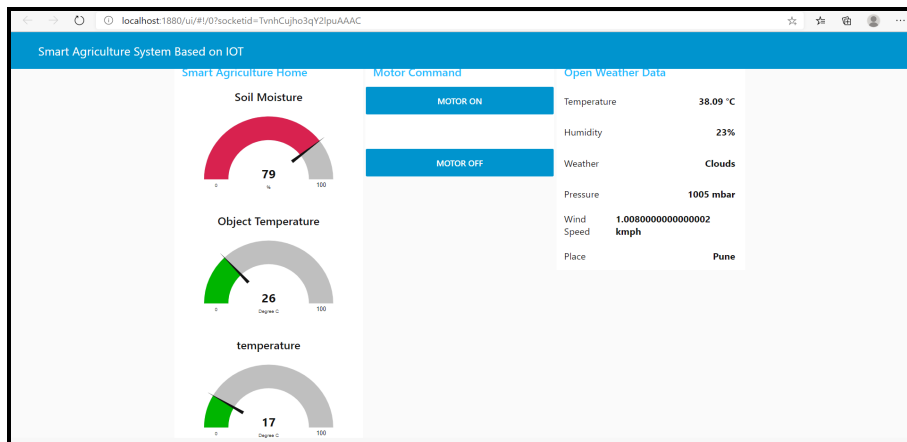 localhost:1880/ui/#!/0?socketid=TvnhCujho3qY2lpuAAAC
Smart Agriculture System Based on IOT
Smart Agriculture Home
Soil Moisture
79
%
0
100
Object Temperature
26
Degree C
0
100
temperature
17
Degree C
0
100
Motor Command
MOTOR ON
MOTOR OFF
Open Weather Data
Temperature 38.09 °C
Humidity 23%
Weather Clouds
Pressure 1005 mbar
Wind Speed 1.0080000000000002 kmph
Place Pune